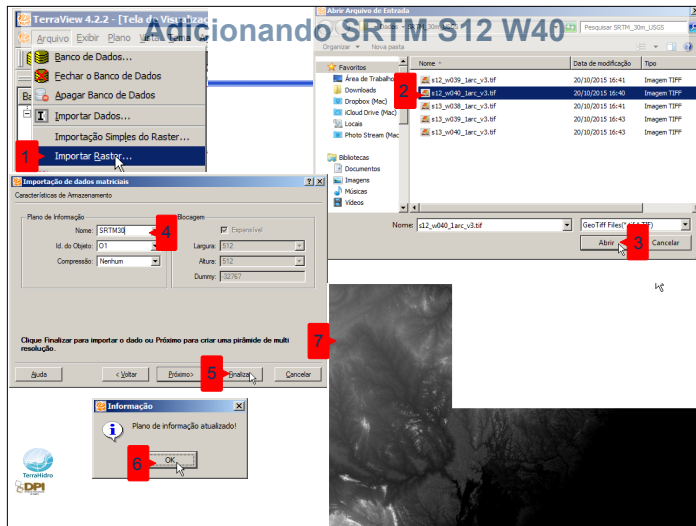 Adicionando SRTM S12 W40
TerraView 4.2.2 - [Tela de Visualizaç
Arquivo Exibir Plano Vistas Tema
Banco de Dados...
Fechar o Banco de Dados
Apagar Banco de Dados
Importar Dados...
Importação Simples do Raster...
1
Importar Raster...
Abrir Arquivo de Entrada
SRTM_30m_USGS
Pesquisar SRTM_30m_USGS
Organizar
Nova pasta
Favoritos
Área de Trabalho
Downloads
Dropbox (Mac)
iCloud Drive (Mac)
Locais
Photo Stream (Mac
Bibliotecas
Documentos
Imagens
Músicas
Vídeos
Nome
Data de modificação
Tipo
s12_w039_1arc_v3.tif
20/10/2015 16:41
Imagem TIFF
2
s12_w040_1arc_v3.tif
20/10/2015 16:40
Imagem TIFF
s13_w038_1arc_v3.tif
20/10/2015 16:41
Imagem TIFF
s13_w039_1arc_v3.tif
20/10/2015 16:43
Imagem TIFF
s13_w040_1arc_v3.tif
20/10/2015 16:43
Imagem TIFF
Nome:
s12_w040_1arc_v3.tif
Abrir
3
Cancelar
Importação de dados matriciais
Características de Armazenamento
Plano de Informação
Nome: SRTM30
4
Id. do Objeto: O1
Compressão: Nenhum
Blocagem
Expansível
Largura: 512
Altura: 512
Dummy: -32767
Clique Finalizar para importar o dado ou Próximo para criar uma pirâmide de multi
resolução.
Ajuda
< Voltar
Próximo>
5
Finalizar
Cancelar
7
Informação
Plano de informação atualizado!
6
OK
TerraHidro
DPI